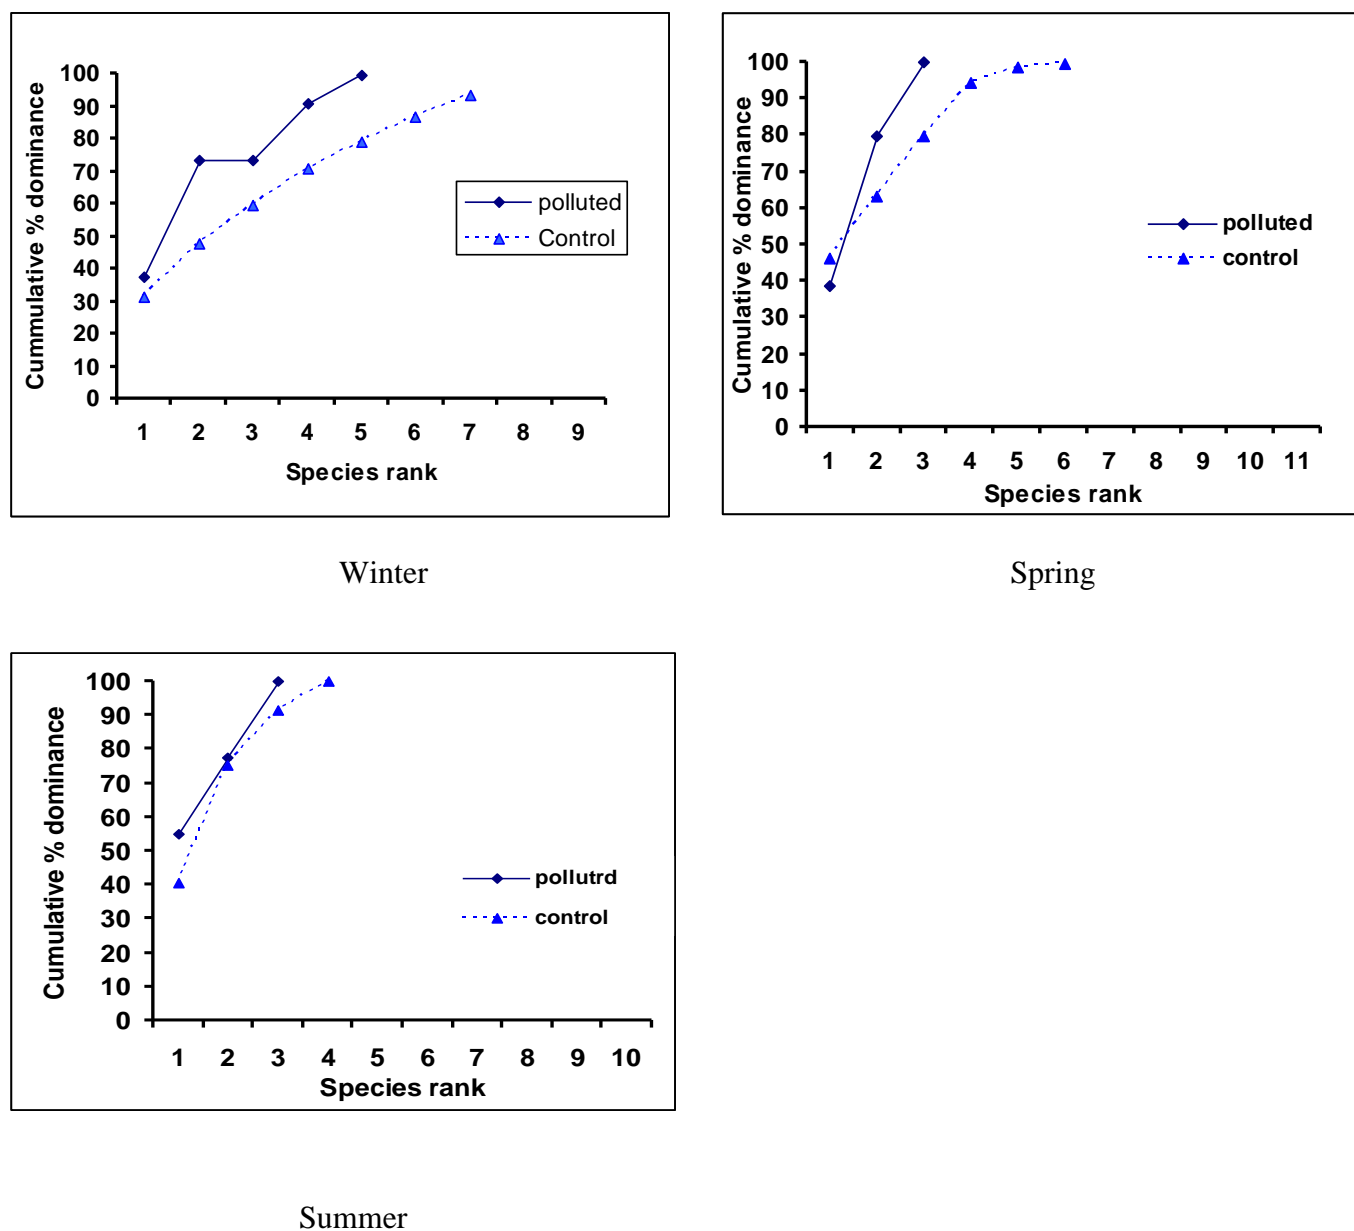 Cummulative % dominance
100
90
80
70
60
50
40
30
20
10
0
1 2 3 4 5 6 7 8 9
Species rank
polluted
Control
Winter
Cumulative % dominance
100
90
80
70
60
50
40
30
20
10
0
1 2 3 4 5 6 7 8 9 10 11
Species rank
polluted
control
Spring
Cumulative % dominance
100
90
80
70
60
50
40
30
20
10
0
1 2 3 4 5 6 7 8 9 10
Species rank
pollutrd
control
Summer